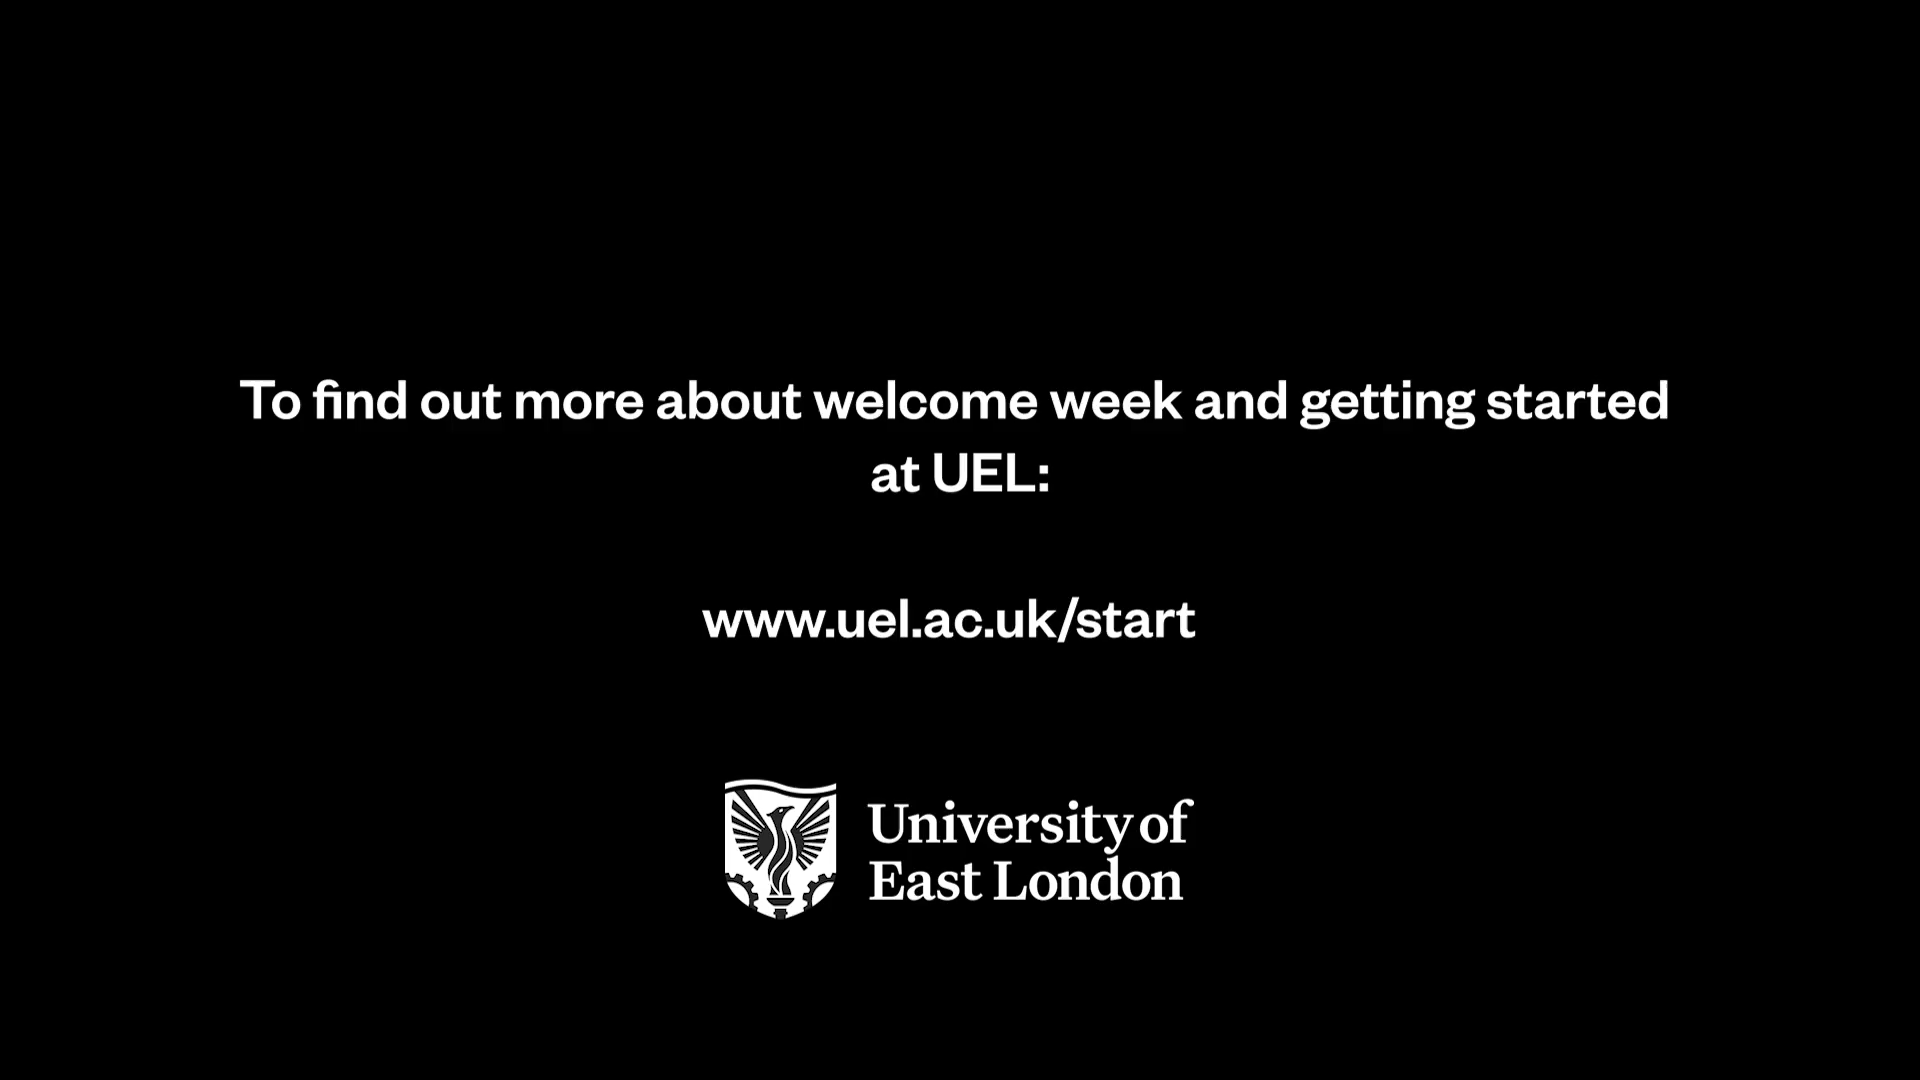 To find out more about welcome week and getting started
at UEL:
www.uel.ac.uk/start
University of
East London